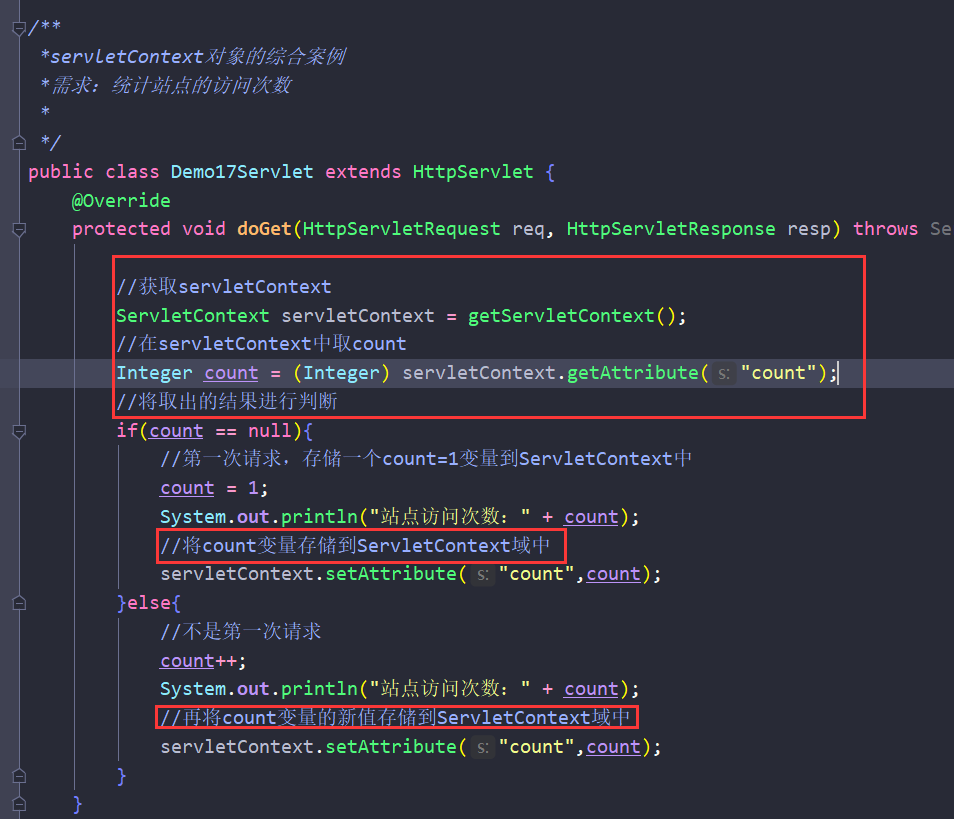 /**
*servletContext对象的综合案例
*需求：统计站点的访问次数
*
*/
public class Demo17Servlet extends HttpServlet {
@Override
protected void doGet(HttpServletRequest req, HttpServletResponse resp) throws Se
//获取servletContext
ServletContext servletContext = getServletContext();
//在servletContext中取count
Integer count = (Integer) servletContext.getAttribute( s: "count");
//将取出的结果进行判断
if(count == null){
//第一次请求，存储一个count=1变量到ServletContext中
count = 1;
System.out.println("站点访问次数：" + count);
//将count变量存储到ServletContext域中
servletContext.setAttribute( s: "count",count);
}else{
//不是第一次请求
count++;
System.out.println("站点访问次数：" + count);
//再将count变量的新值存储到ServletContext域中
servletContext.setAttribute( s: "count",count);
}
}